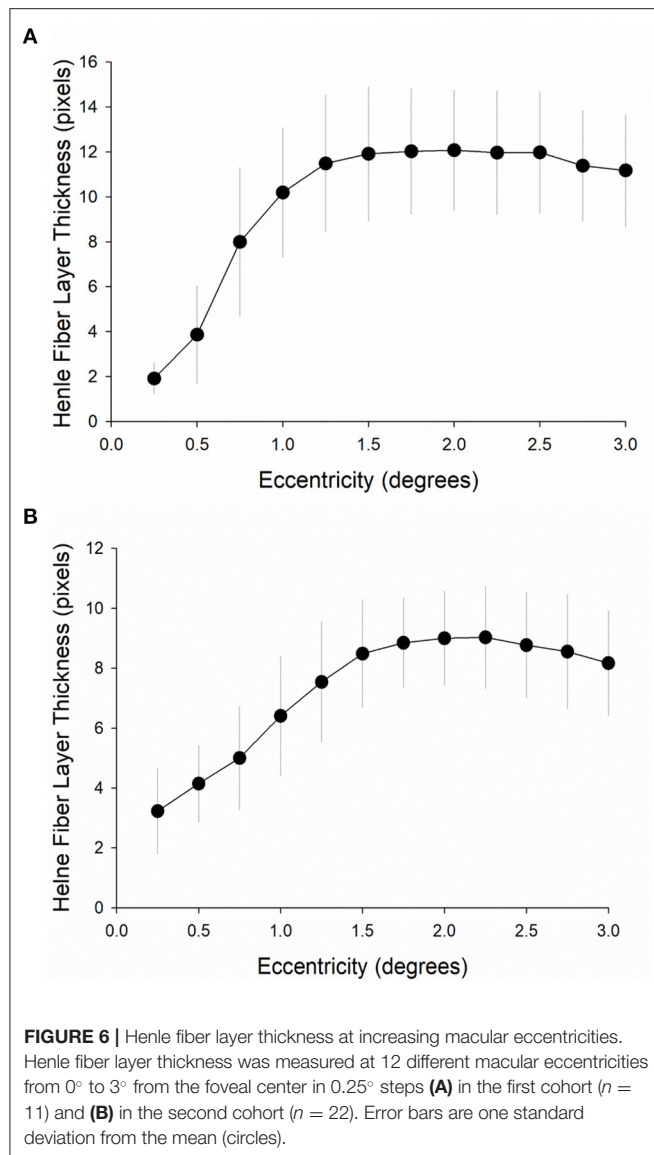 A
Henle Fiber Layer Thickness (pixels)
16
14
12
10
8
6
4
2
0
0.0 0.5 1.0 1.5 2.0 2.5 3.0
Eccentricity (degrees)
B
Helne Fiber Layer Thickness (pixels)
12
10
8
6
4
2
0
0.0 0.5 1.0 1.5 2.0 2.5 3.0
Eccentricity (degrees)
FIGURE 6 | Henle fiber layer thickness at increasing macular eccentricities.
Henle fiber layer thickness was measured at 12 different macular eccentricities
from 0° to 3° from the foveal center in 0.25° steps (A) in the first cohort (n =
11) and (B) in the second cohort (n = 22). Error bars are one standard
deviation from the mean (circles).